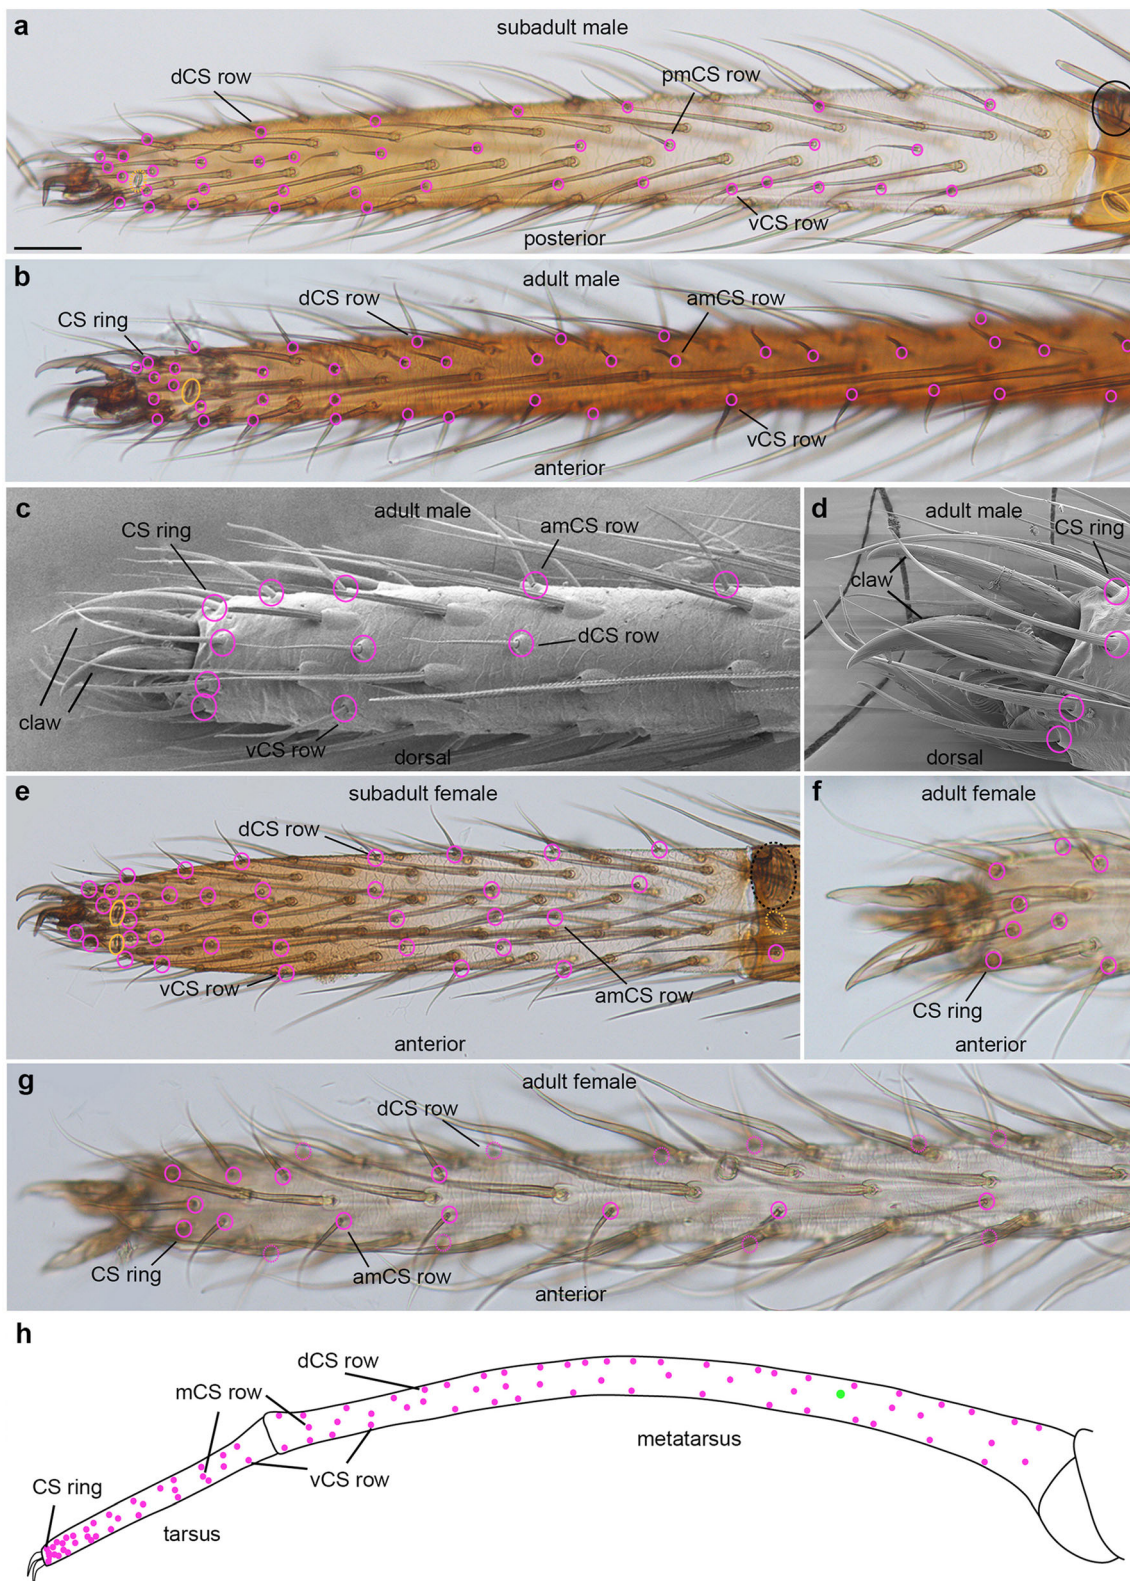 a
subadult male
dCS row
pmCS row
vCS row
posterior
b
adult male
dCS row
amCS row
CS ring
vCS row
anterior
c
adult male
CS ring
amCS row
dCS row
claw
vCS row
dorsal
d
adult male
CS ring
claw
dorsal
e
subadult female
dCS row
vCS row
amCS row
anterior
f
adult female
CS ring
anterior
g
adult female
dCS row
CS ring
amCS row
anterior
h
dCS row
mCS row
metatarsus
vCS row
CS ring
tarsus